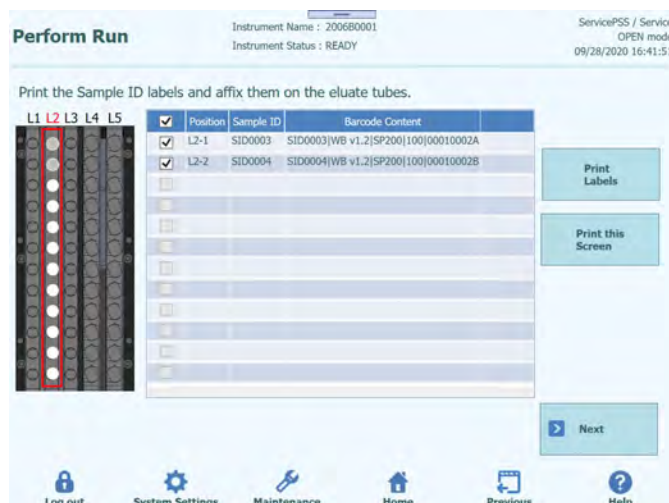 Perform Run
Instrument Name : 200680001
Instrument Status : READY
ServicePSS / Service
OPEN mode
09/28/2020 16:41:5
Print the Sample ID labels and affix them on the eluate tubes.
L1 L2 L3 L4 L5
Position Sample ID Barcode Content
L2-1 SID0003 SID0003|WB v1.2|SP200|100|00010002A
L2-2 SID0004 SID0004|WB v1.2|SP200|100|00010002B
Print
Labels
Print this
Screen
Next
Log out System Settings Maintenance Home Previous Help